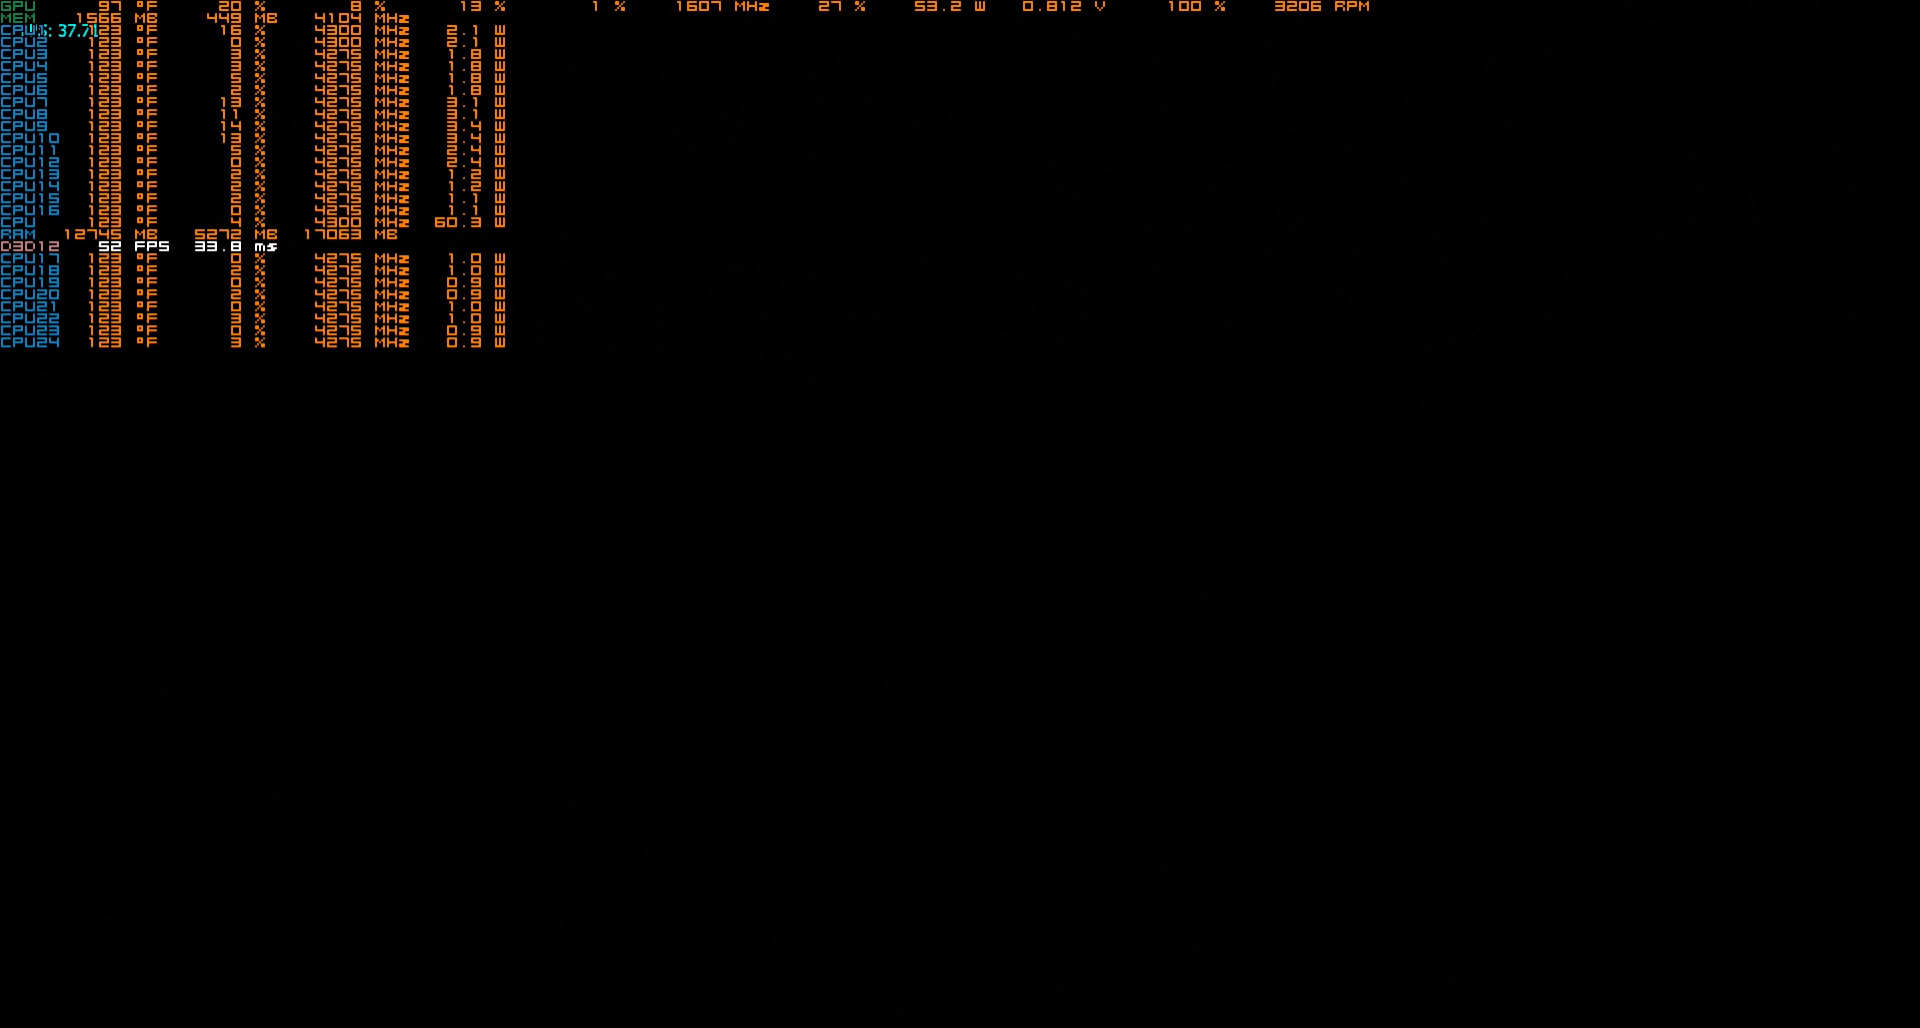 GPU 97 °F 20 % 8 % 13 % 1 % 1607 MHz 27 % 53.2 W 0.812 V 100 % 3206 RPM
MEM 1566 MB 449 MB 4104 MHz
CPU1 123 °F 16 % 4300 MHz 2.1 W
: 37.71
CPU2 123 °F 0 % 4300 MHz 2.1 W
CPU3 123 °F 3 % 4275 MHz 1.8 W
CPU4 123 °F 3 % 4275 MHz 1.8 W
CPU5 123 °F 5 % 4275 MHz 1.8 W
CPU6 123 °F 2 % 4275 MHz 1.8 W
CPU7 123 °F 13 % 4275 MHz 3.1 W
CPU8 123 °F 11 % 4275 MHz 3.1 W
CPU9 123 °F 14 % 4275 MHz 3.4 W
CPU10 123 °F 13 % 4275 MHz 3.4 W
CPU11 123 °F 5 % 4275 MHz 2.4 W
CPU12 123 °F 0 % 4275 MHz 2.4 W
CPU13 123 °F 2 % 4275 MHz 1.2 W
CPU14 123 °F 2 % 4275 MHz 1.2 W
CPU15 123 °F 2 % 4275 MHz 1.1 W
CPU16 123 °F 0 % 4275 MHz 1.1 W
CPU 123 °F 4 % 4300 MHz 60.3 W
RAM 12745 MB 5272 MB 17063 MB
D3D12 52 FPS 33.8 ms
CPU17 123 °F 0 % 4275 MHz 1.0 W
CPU18 123 °F 2 % 4275 MHz 1.0 W
CPU19 123 °F 0 % 4275 MHz 0.9 W
CPU20 123 °F 2 % 4275 MHz 0.9 W
CPU21 123 °F 0 % 4275 MHz 1.0 W
CPU22 123 °F 3 % 4275 MHz 1.0 W
CPU23 123 °F 0 % 4275 MHz 0.9 W
CPU24 123 °F 3 % 4275 MHz 0.9 W